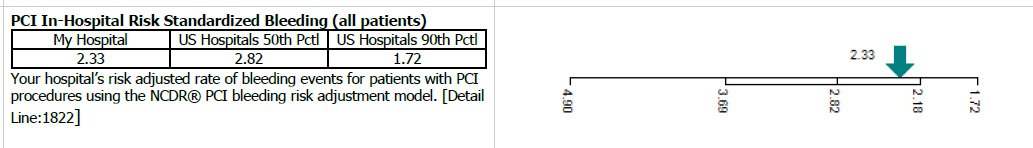 PCI In-Hospital Risk Standardized Bleeding (all patients)
My Hospital US Hospitals 50th Pctl US Hospitals 90th Pctl
2.33 2.82 1.72
Your hospital's risk adjusted rate of bleeding events for patients with PCI
procedures using the NCDR® PCI bleeding risk adjustment model. [Detail
Line:1822]
2.33
4.90 3.69 2.82 2.18 1.72